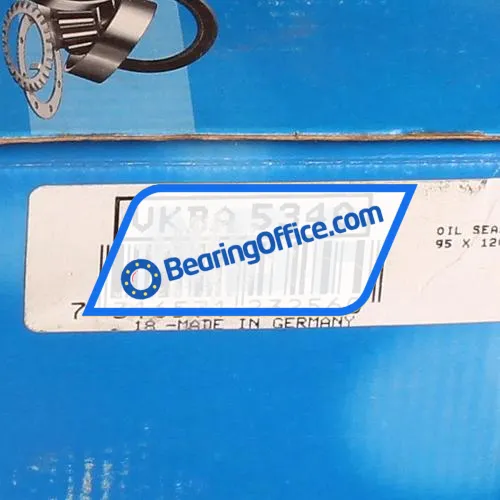 VKBA 5340
OIL SEA
95 X 12
BearingOffice.com
18 -MADE IN GERMANY